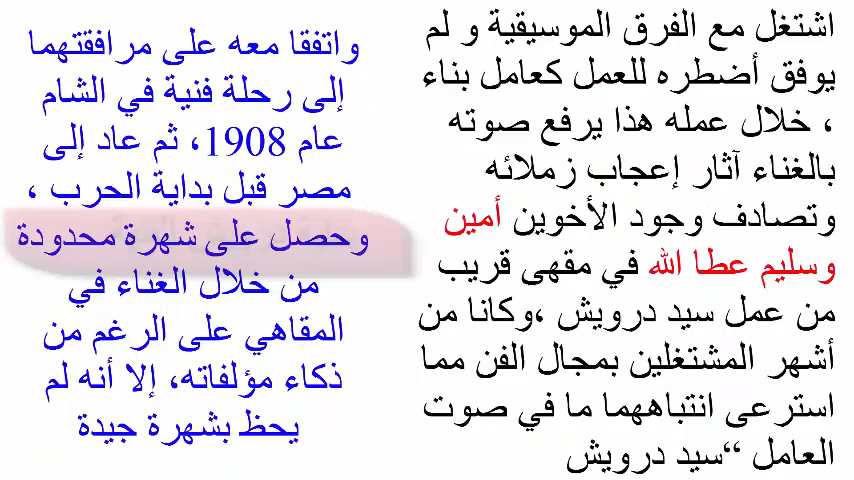 اشتغل مع الفرق الموسيقية و لم
يوفق أضطره للعمل كعامل بناء
، خلال عمله هذا يرفع صوته
بالغناء آثار إعجاب زملائه
وتصادف وجود الأخوين أمين
وسليم عطا الله في مقهى قريب
من عمل سيد درويش ،وكانا من
أشهر المشتغلين بمجال الفن مما
استرعى انتباههما ما في صوت
العامل “سيد درويش
واتفقا معه على مرافقتهما
إلى رحلة فنية في الشام
عام 1908، ثم عاد إلى
مصر قبل بداية الحرب ،
وحصل على شهرة محدودة
من خلال الغناء في
المقاهي على الرغم من
ذكاء مؤلفاته، إلا أنه لم
يحظ بشهرة جيدة